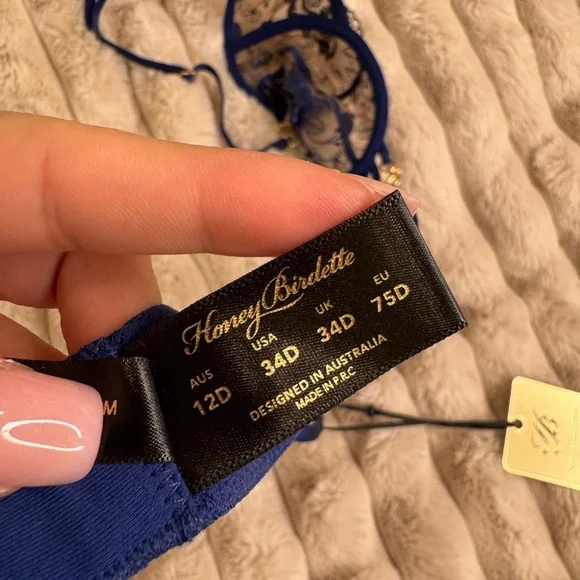 Honey Birdette
AUS USA UK EU
12D 34D 34D 75D
DESIGNED IN AUSTRALIA
MADE IN P.R.C
M